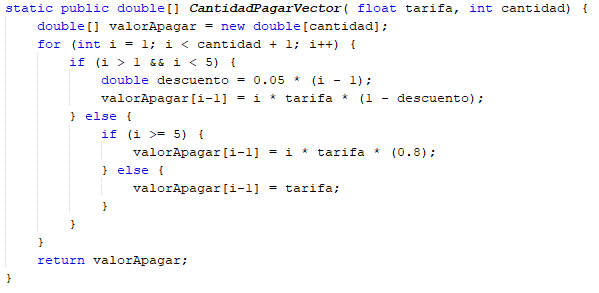 static public double[] CantidadPagarVector( float tarifa, int cantidad) {
    double[] valorApagar = new double[cantidad];
    for (int i = 1; i < cantidad + 1; i++) {
        if (i > 1 && i < 5) {
            double descuento = 0.05 * (i - 1);
            valorApagar[i-1] = i * tarifa * (1 - descuento);
        } else {
            if (i >= 5) {
                valorApagar[i-1] = i * tarifa * (0.8);
            } else {
                valorApagar[i-1] = tarifa;
            }
        }
    }
    return valorApagar;
}